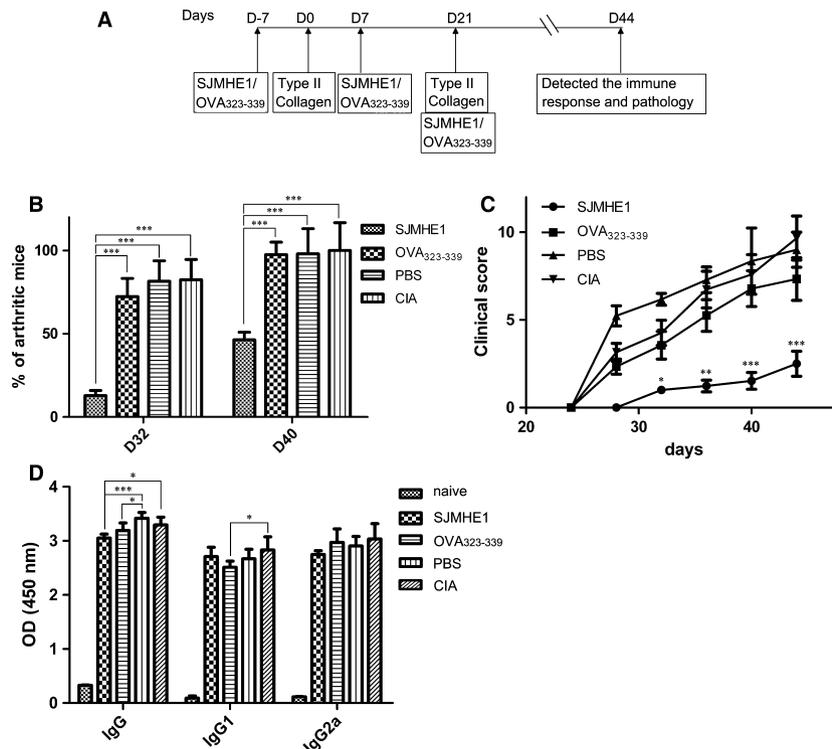 A
Days D-7 D0 D7 D21 D44
SJMHE1/
OVA323-339
Type II
Collagen
SJMHE1/
OVA323-339
Type II
Collagen
SJMHE1/
OVA323-339
Detected the immune
response and pathology
B
% of arthritic mice
100
50
0
***
***
***
***
***
***
D32
D40
SJMHE1
OVA323-339
PBS
CIA
C
Clinical score
10
5
0
SJMHE1
OVA323-339
PBS
CIA
*
**
***
***
20 30 40
days
D
OD (450 nm)
4
3
2
1
0
*
***
*
*
IgG
IgG1
IgG2a
naive
SJMHE1
OVA323-339
PBS
CIA